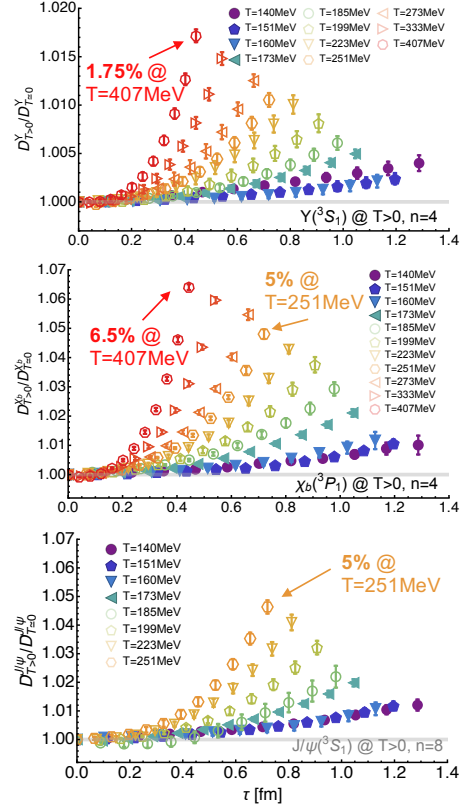 1.020
1.015
1.010
1.005
1.000
D^Υ_{T>0}/D^Υ_{T=0}
T=140MeV
T=151MeV
T=160MeV
T=173MeV
T=185MeV
T=199MeV
T=223MeV
T=251MeV
T=273MeV
T=333MeV
T=407MeV
1.75% @
T=407MeV
Υ(³S₁) @ T>0, n=4
0.0 0.2 0.4 0.6 0.8 1.0 1.2 1.4
1.07
1.06
1.05
1.04
1.03
1.02
1.01
1.00
D^{χ_b}_{T>0}/D^{χ_b}_{T=0}
5% @
T=251MeV
6.5% @
T=407MeV
T=140MeV
T=151MeV
T=160MeV
T=173MeV
T=185MeV
T=199MeV
T=223MeV
T=251MeV
T=273MeV
T=333MeV
T=407MeV
χ_b(³P₁) @ T>0, n=4
0.0 0.2 0.4 0.6 0.8 1.0 1.2 1.4
1.07
1.06
1.05
1.04
1.03
1.02
1.01
1.00
D^{J/ψ}_{T>0}/D^{J/ψ}_{T=0}
T=140MeV
T=151MeV
T=160MeV
T=173MeV
T=185MeV
T=199MeV
T=223MeV
T=251MeV
5% @
T=251MeV
J/ψ(³S₁) @ T>0, n=8
0.0 0.2 0.4 0.6 0.8 1.0 1.2 1.4
τ [fm]